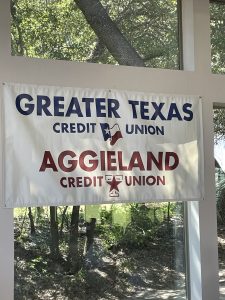 GREATER TEXAS
CREDIT UNION
AGGIELAND
CREDIT UNION